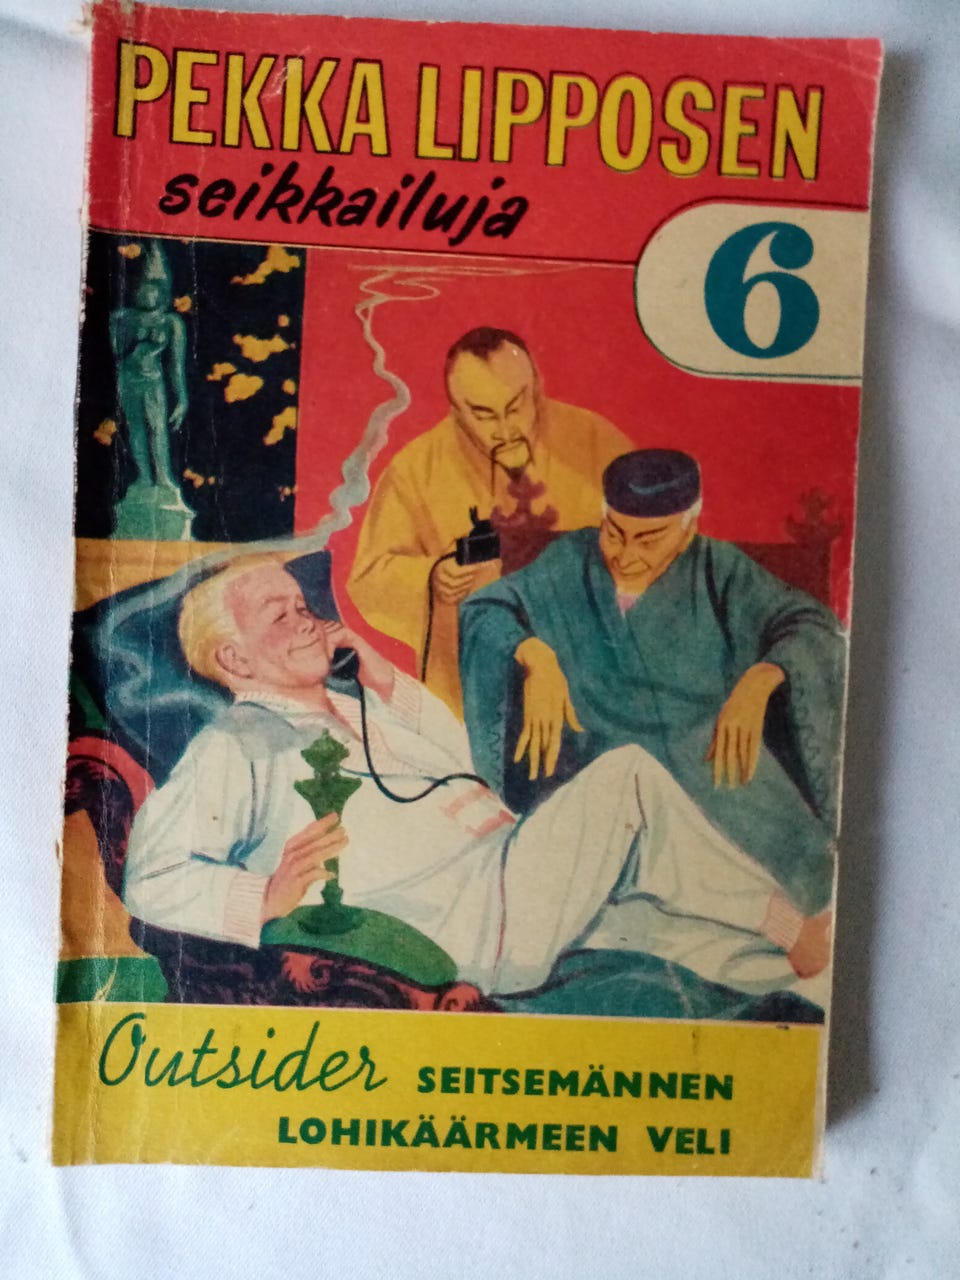 PEKKA LIPPOSEN
seikkailuja
6
Outsider SEITSEMÄNNEN
LOHIKÄÄRMEEN VELI